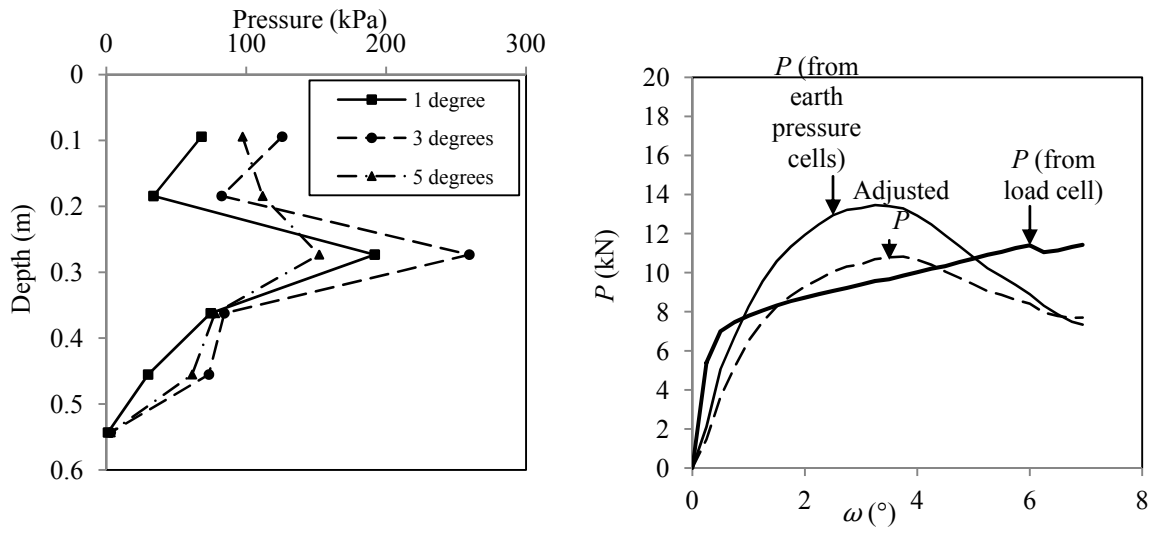 Pressure (kPa)
0 100 200 300
0
0.1
0.2
0.3
0.4
0.5
0.6
Depth (m)
1 degree
3 degrees
5 degrees
20
18
16
14
12
10
8
6
4
2
0
P (kN)
P (from
earth
pressure
cells)
Adjusted
P
P (from
load cell)
0 2 4 6 8
ω (°)